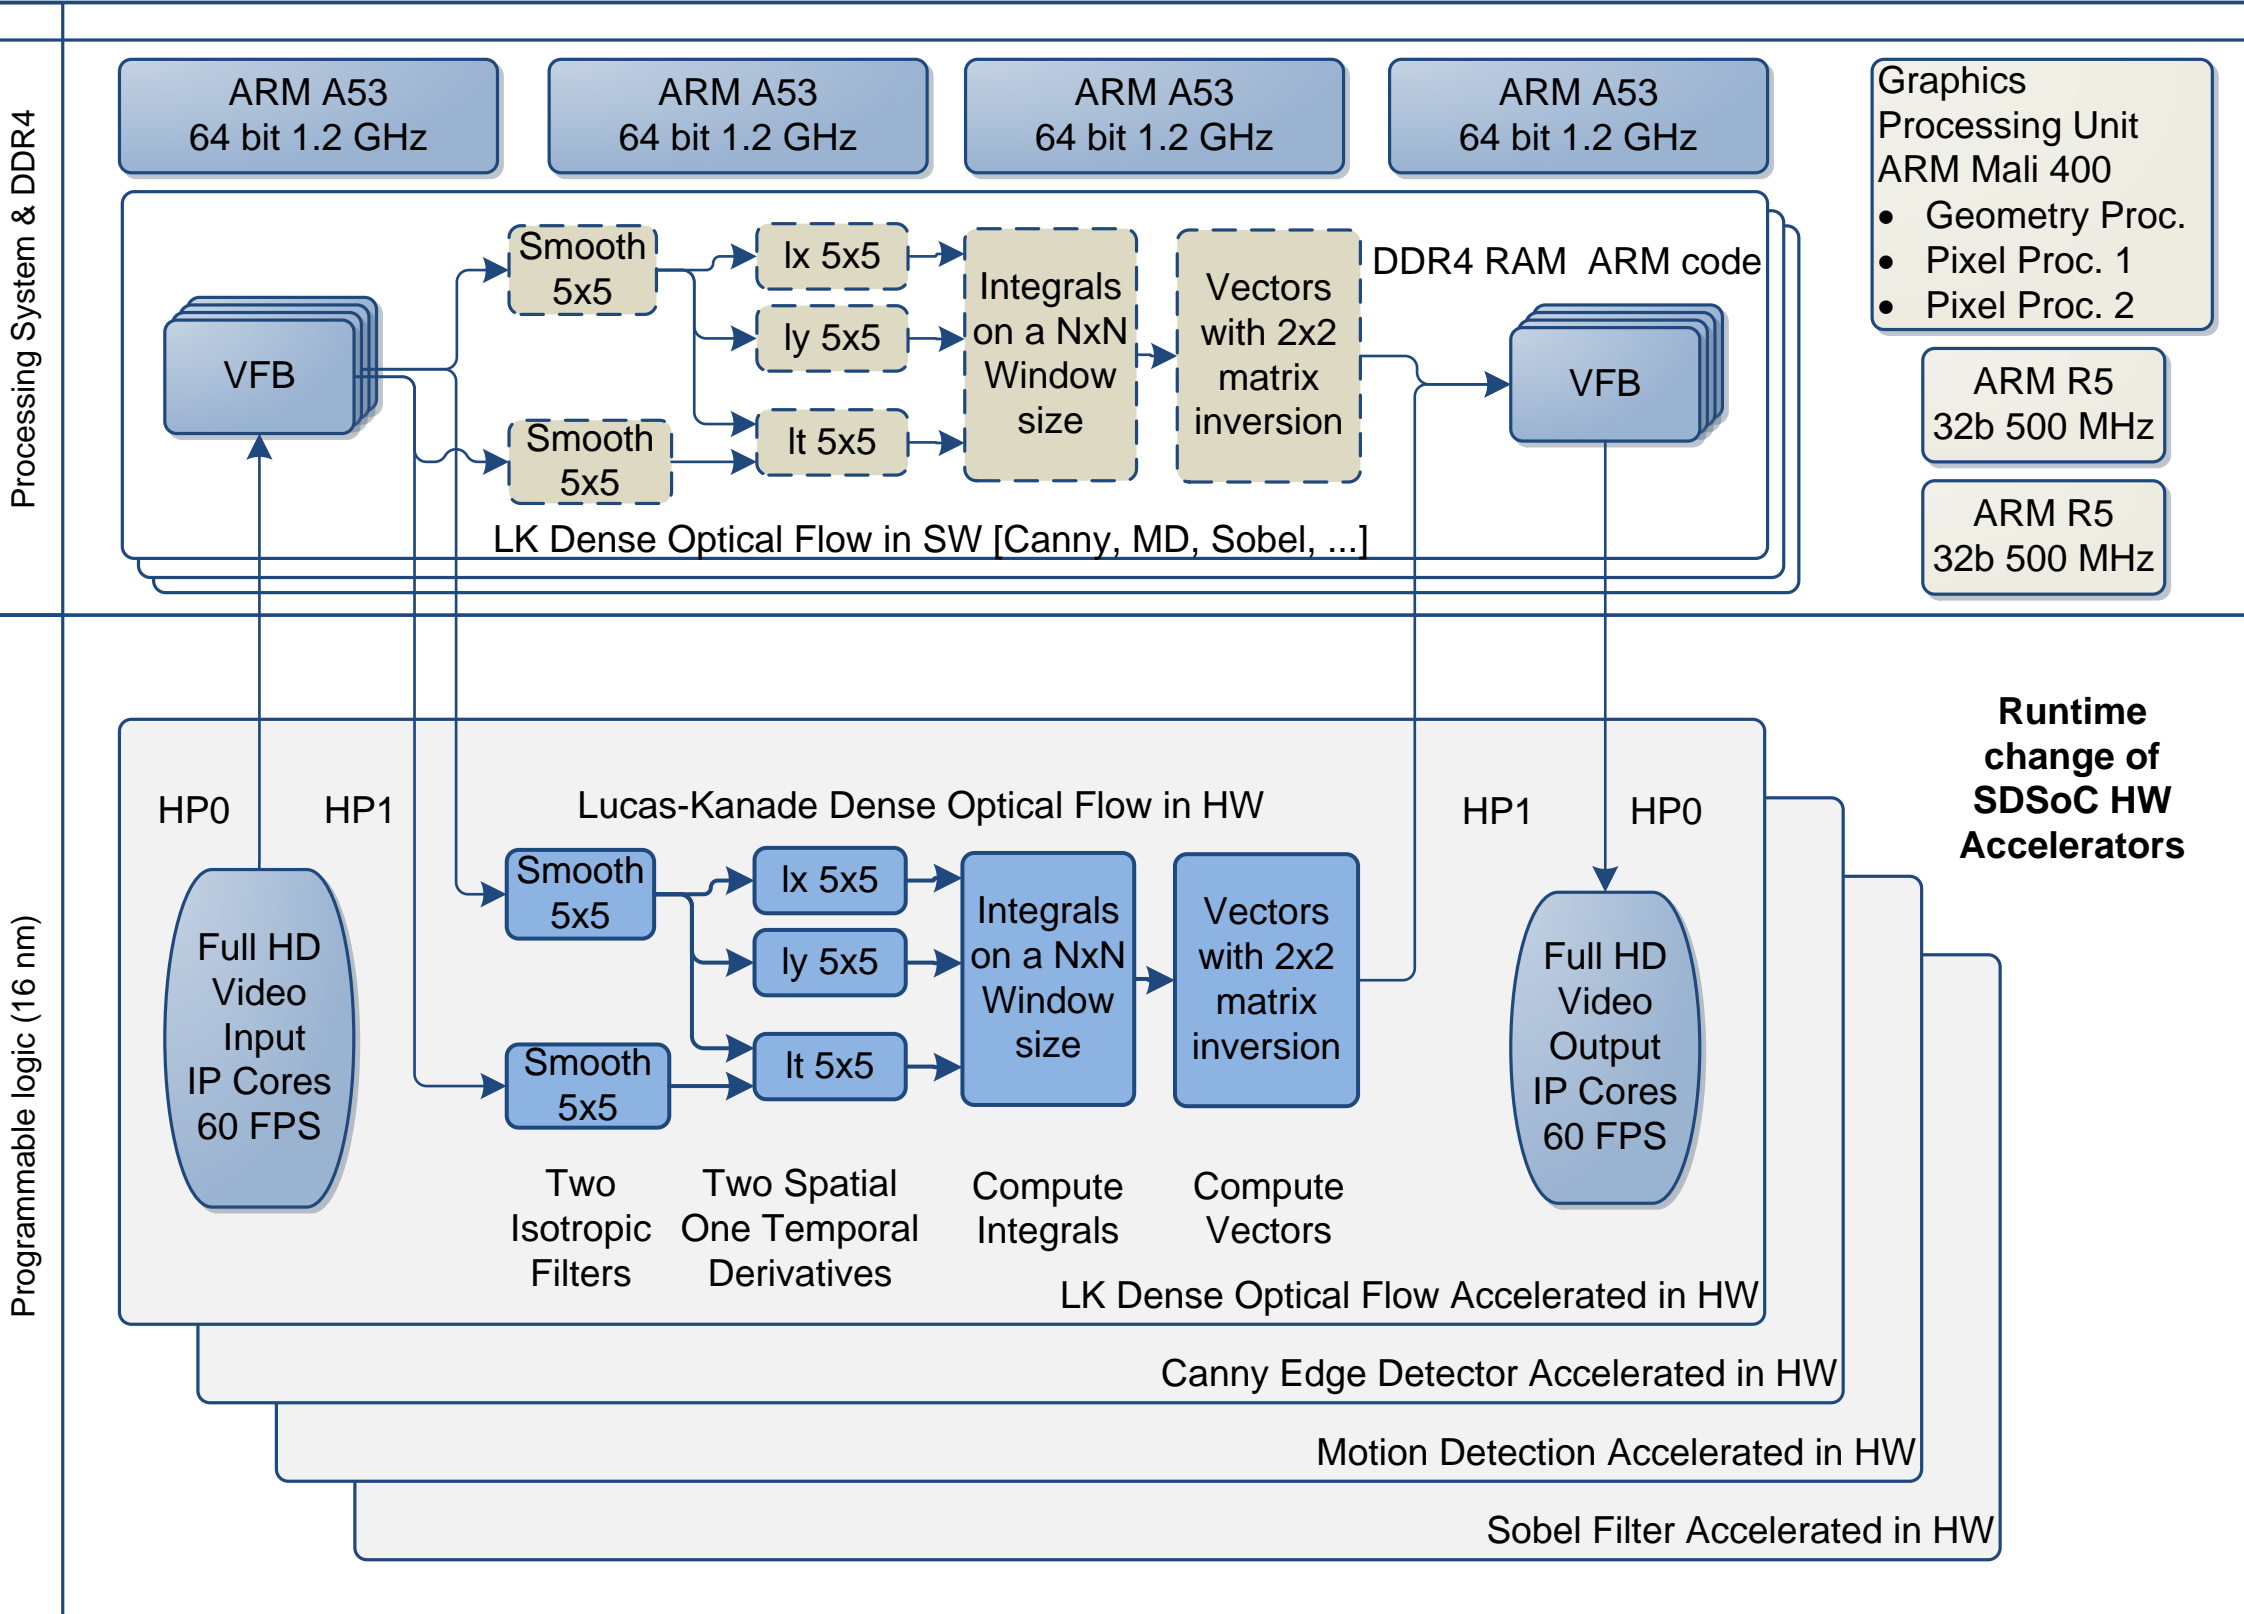 Processing System & DDR4
ARM A53
64 bit 1.2 GHz
ARM A53
64 bit 1.2 GHz
ARM A53
64 bit 1.2 GHz
ARM A53
64 bit 1.2 GHz
Graphics
Processing Unit
ARM Mali 400
• Geometry Proc.
• Pixel Proc. 1
• Pixel Proc. 2
ARM R5
32b 500 MHz
ARM R5
32b 500 MHz
VFB
Smooth
5x5
Smooth
5x5
Ix 5x5
Iy 5x5
It 5x5
Integrals
on a NxN
Window
size
Vectors
with 2x2
matrix
inversion
DDR4 RAM ARM code
VFB
LK Dense Optical Flow in SW [Canny, MD, Sobel, ...]
Programmable logic (16 nm)
Runtime
change of
SDSoC HW
Accelerators
HP0
HP1
Lucas-Kanade Dense Optical Flow in HW
HP1
HP0
Full HD
Video
Input
IP Cores
60 FPS
Smooth
5x5
Smooth
5x5
Ix 5x5
Iy 5x5
It 5x5
Integrals
on a NxN
Window
size
Vectors
with 2x2
matrix
inversion
Full HD
Video
Output
IP Cores
60 FPS
Two
Isotropic
Filters
Two Spatial
One Temporal
Derivatives
Compute
Integrals
Compute
Vectors
LK Dense Optical Flow Accelerated in HW
Canny Edge Detector Accelerated in HW
Motion Detection Accelerated in HW
Sobel Filter Accelerated in HW